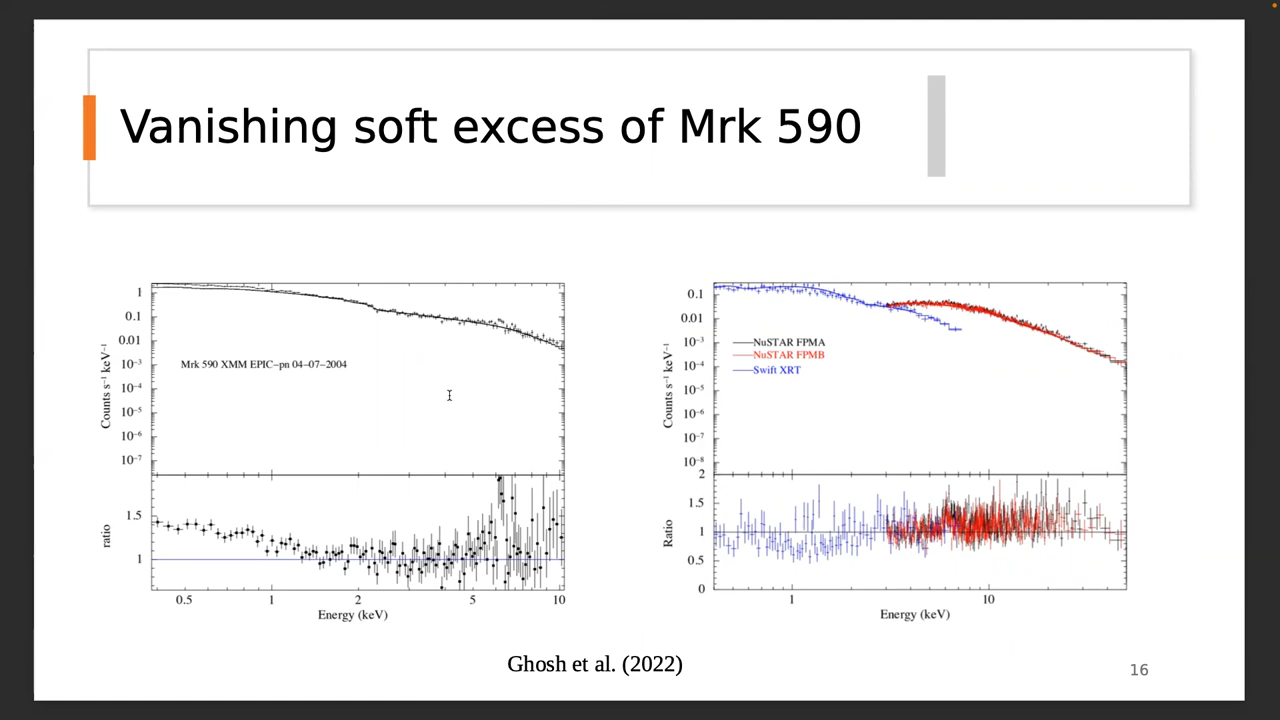 Vanishing soft excess of Mrk 590
1
0.1
0.01
10⁻³
10⁻⁴
10⁻⁵
10⁻⁶
10⁻⁷
Counts s⁻¹ keV⁻¹
Mrk 590 XMM EPIC−pn 04−07−2004
1.5
1
ratio
0.5 1 2 5 10
Energy (keV)
0.1
0.01
10⁻³
10⁻⁴
10⁻⁵
10⁻⁶
10⁻⁷
10⁻⁸
Counts s⁻¹ keV⁻¹
NuSTAR FPMA
NuSTAR FPMB
Swift XRT
2
1.5
1
0.5
0
Ratio
1 10
Energy (keV)
Ghosh et al. (2022)
16